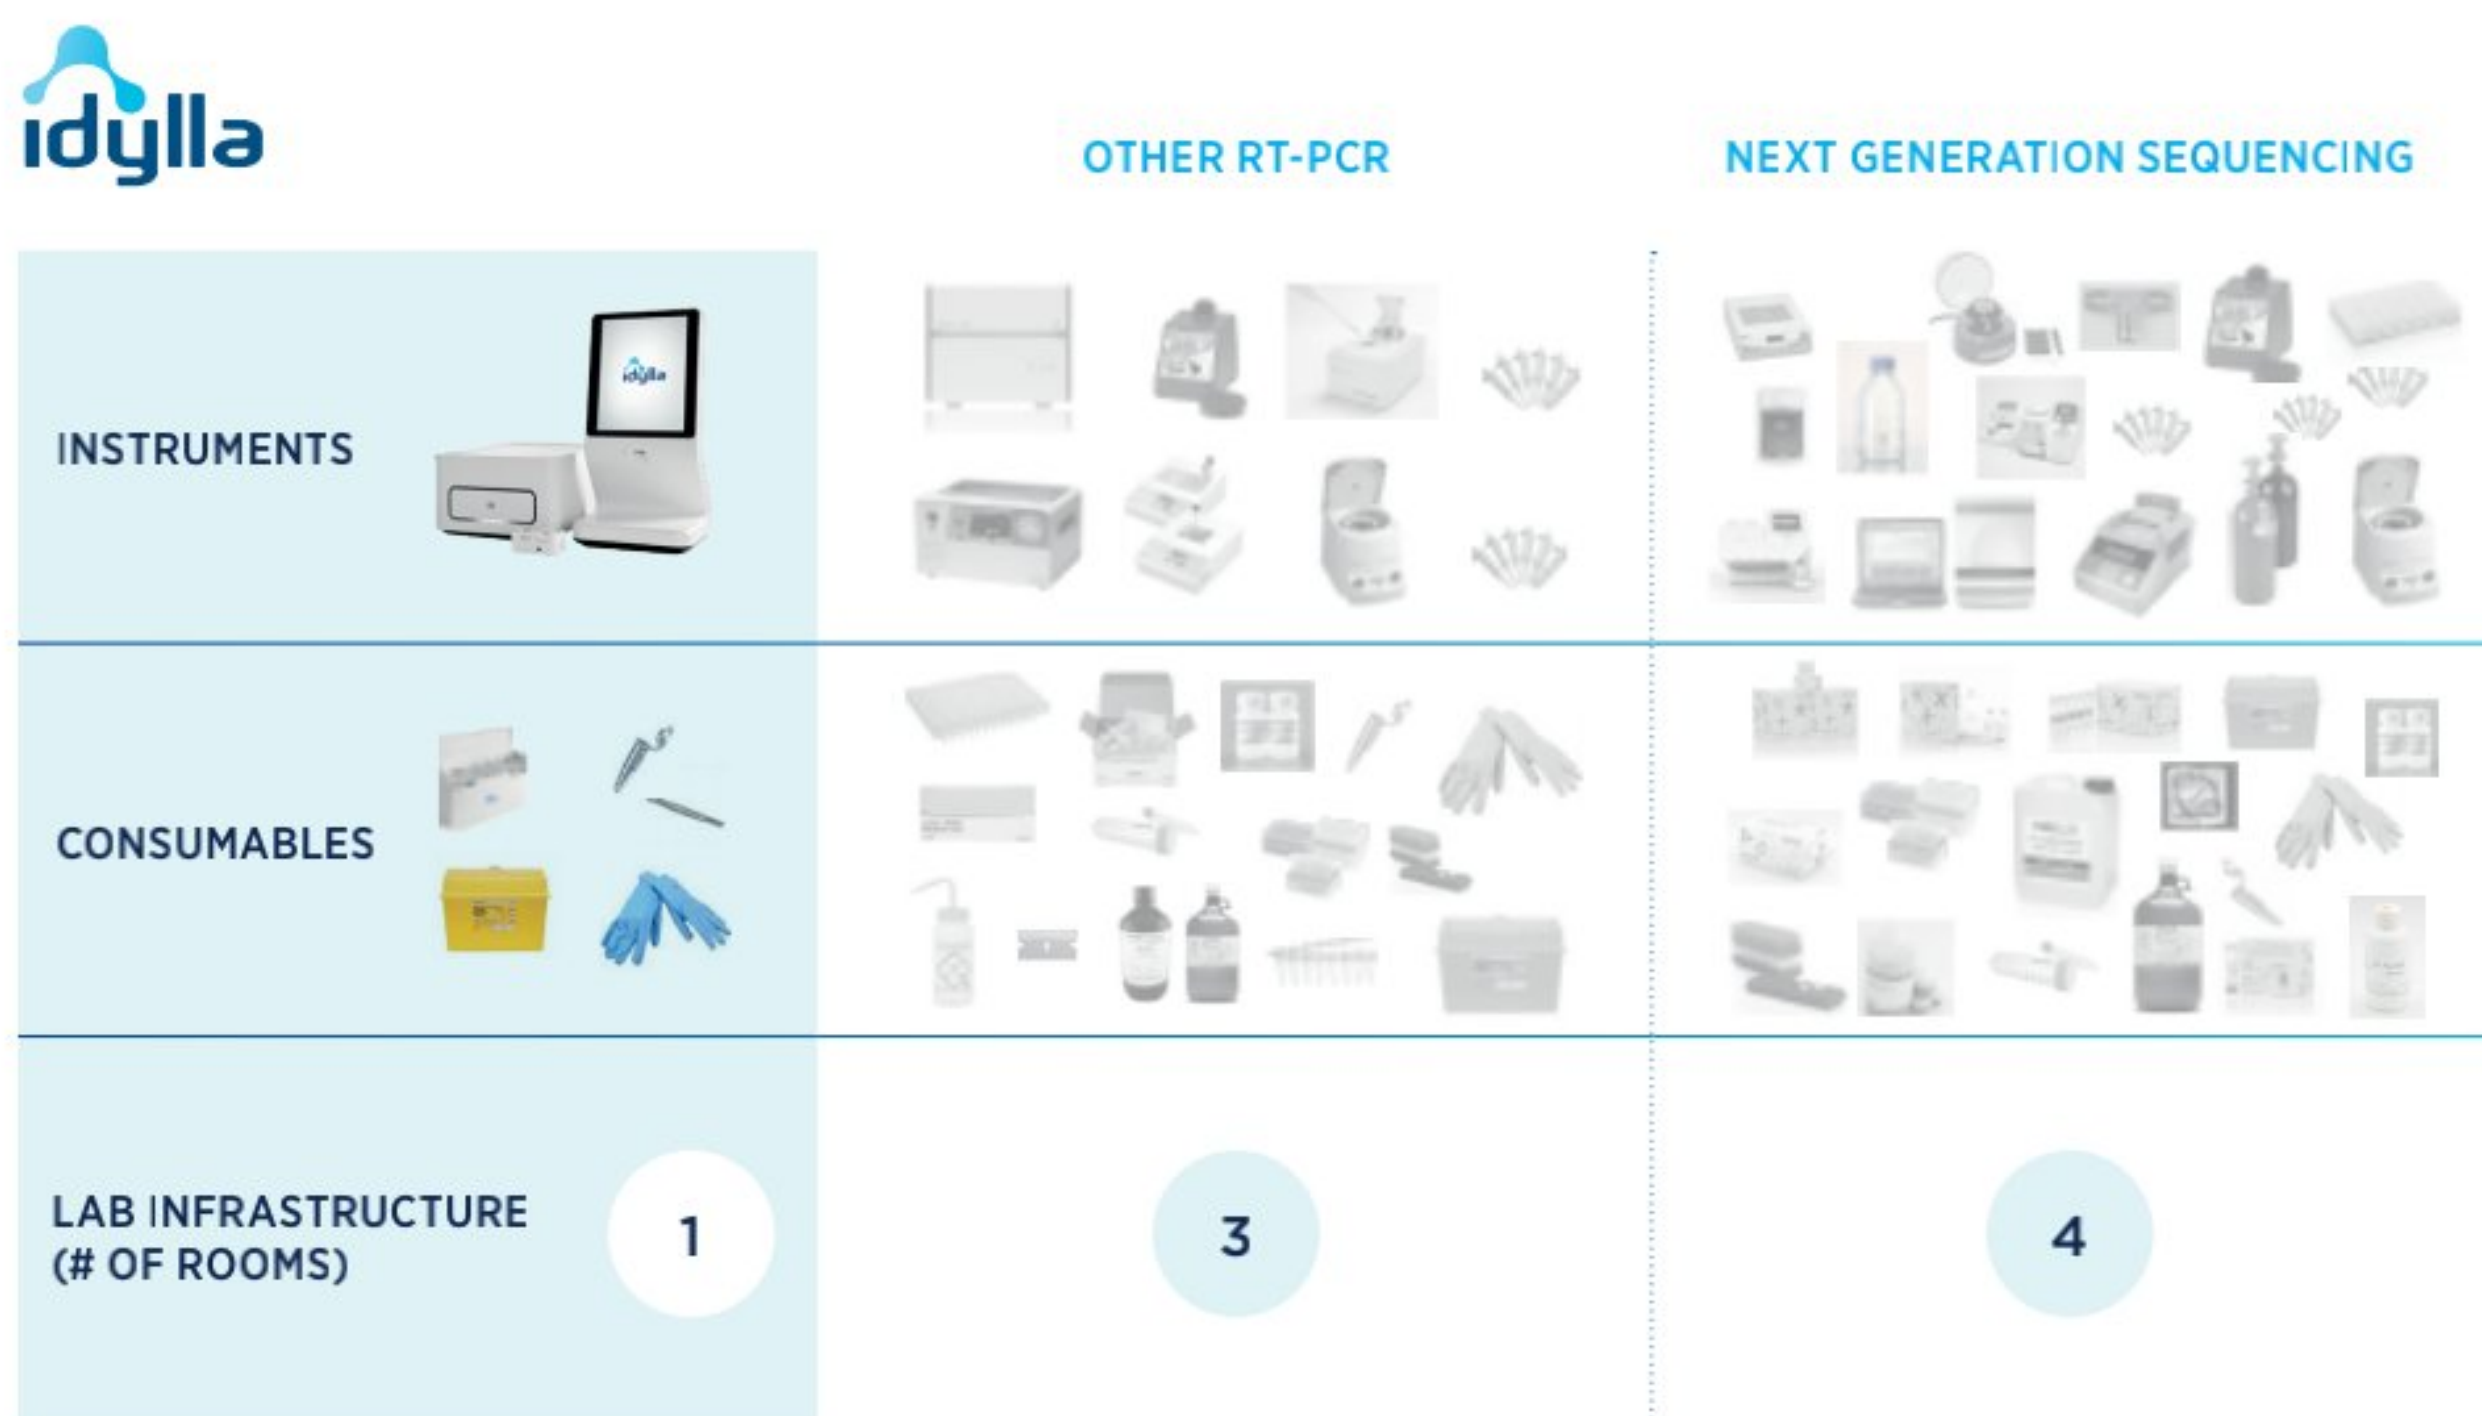 idylla
OTHER RT-PCR
NEXT GENERATION SEQUENCING
INSTRUMENTS
idylla
CONSUMABLES
LAB INFRASTRUCTURE
(# OF ROOMS)
1
3
4